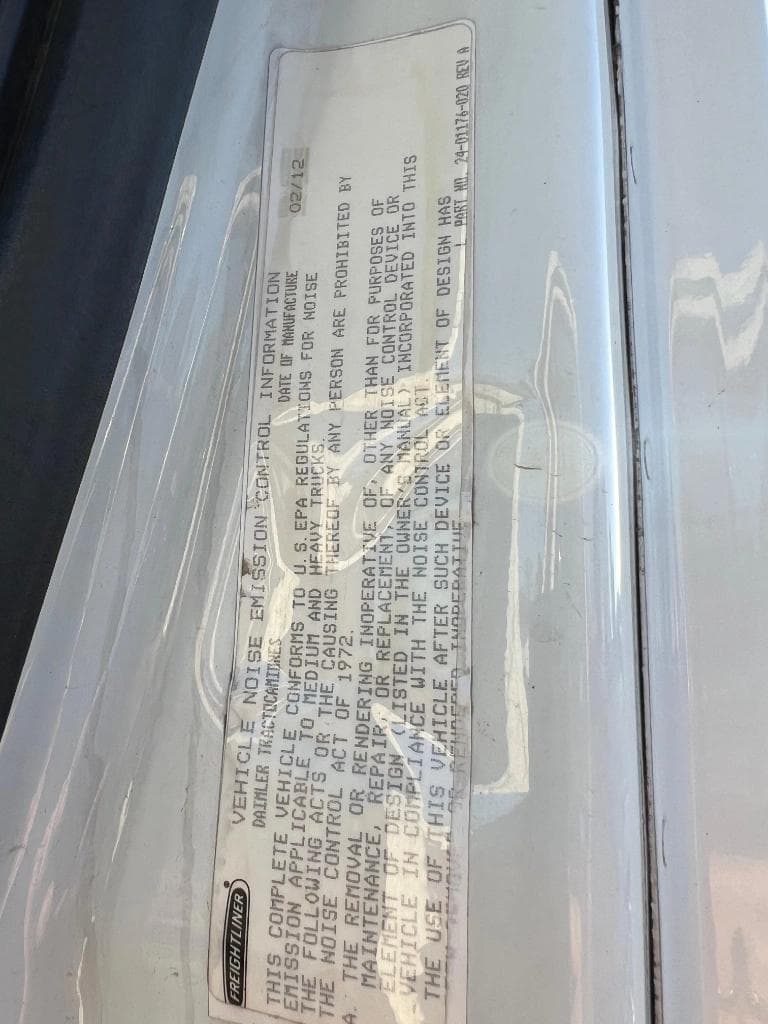 FREIGHTLINER
VEHICLE NOISE EMISSION CONTROL INFORMATION
DAIMLER TRACTOCAMIONES DATE OF MANUFACTURE 02/12
THIS COMPLETE VEHICLE CONFORMS TO U.S.EPA REGULATIONS FOR NOISE
EMISSION APPLICABLE TO MEDIUM AND HEAVY TRUCKS.
THE FOLLOWING ACTS OR THE CAUSING THEREOF BY ANY PERSON ARE PROHIBITED BY
THE NOISE CONTROL ACT OF 1972.
A. THE REMOVAL OR RENDERING INOPERATIVE OF, OTHER THAN FOR PURPOSES OF
MAINTENANCE, REPAIR, OR REPLACEMENT, OF ANY NOISE CONTROL DEVICE OR
ELEMENT OF DESIGN (LISTED IN THE OWNER'S MANUAL) INCORPORATED INTO THIS
VEHICLE IN COMPLIANCE WITH THE NOISE CONTROL ACT.
THE USE OF THIS VEHICLE AFTER SUCH DEVICE OR ELEMENT OF DESIGN HAS
OR RENDERED INOPERATIVE
PART NO. 24-01176-020 REV A